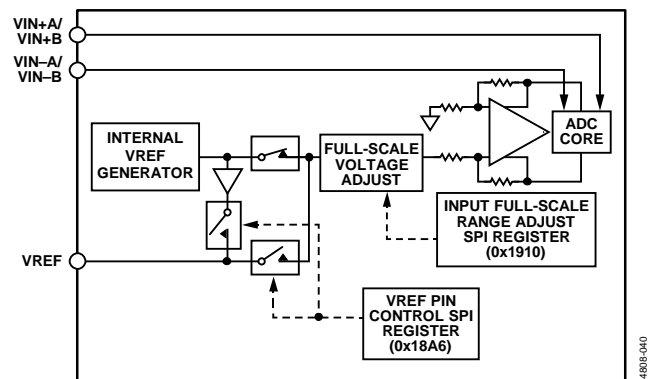 VIN+A/
VIN+B
VIN–A/
VIN–B
INTERNAL
VREF
GENERATOR
FULL-SCALE
VOLTAGE
ADJUST
ADC
CORE
INPUT FULL-SCALE
RANGE ADJUST
SPI REGISTER
(0x1910)
VREF
VREF PIN
CONTROL SPI
REGISTER
(0x18A6)
4808-040